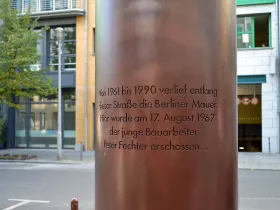 Von 1961 bis 1990 verlief entlang
dieser Straße die Berliner Mauer.
Hier wurde am 17. August 1962
der junge Bauarbeiter
Peter Fechter erschossen...